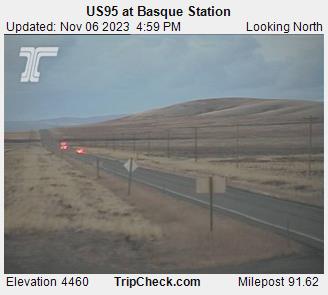 US95 at Basque Station
Updated: Nov 06 2023 4:59 PM Looking North
Elevation 4460 TripCheck.com Milepost 91.62